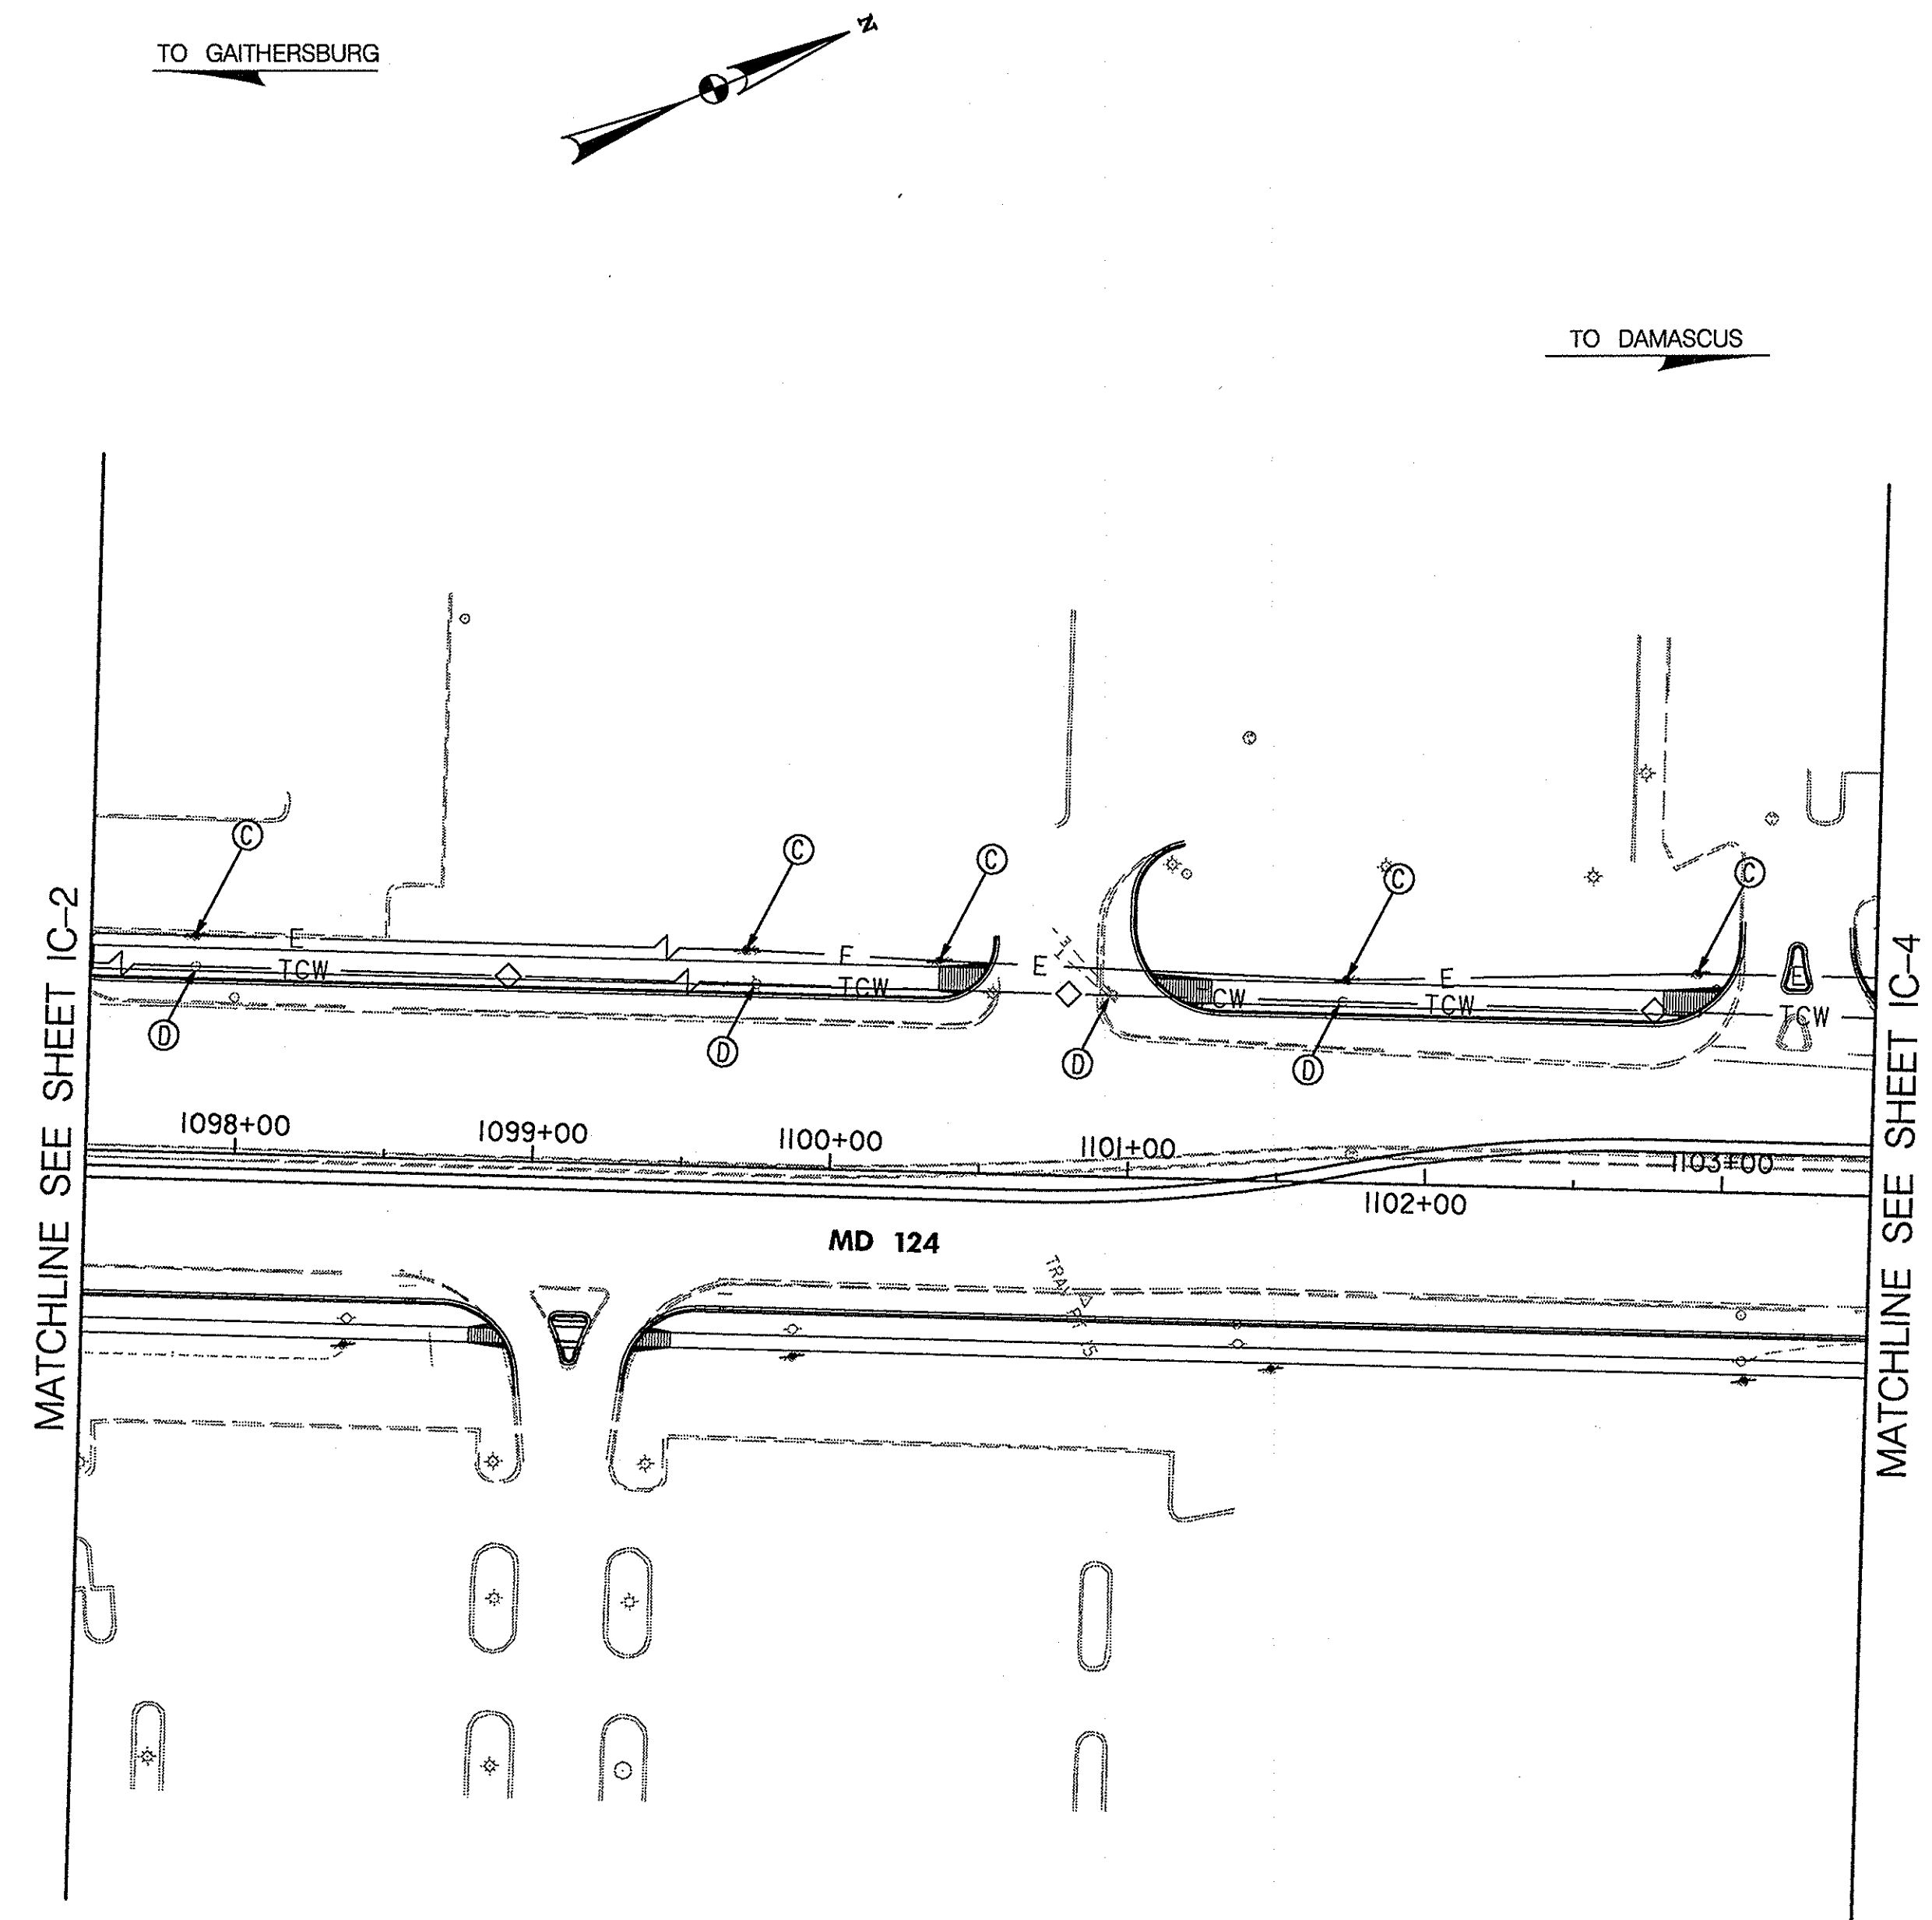 TO GAITHERSBURG
N
TO DAMASCUS
MATCHLINE SEE SHEET IC-2
MATCHLINE SEE SHEET IC-4
C
C
C
C
C
E
E
E
E
E
TCW
TCW
CW
TCW
TCW
D
D
D
D
1098+00
1099+00
1100+00
1101+00
1102+00
1103+00
MD 124